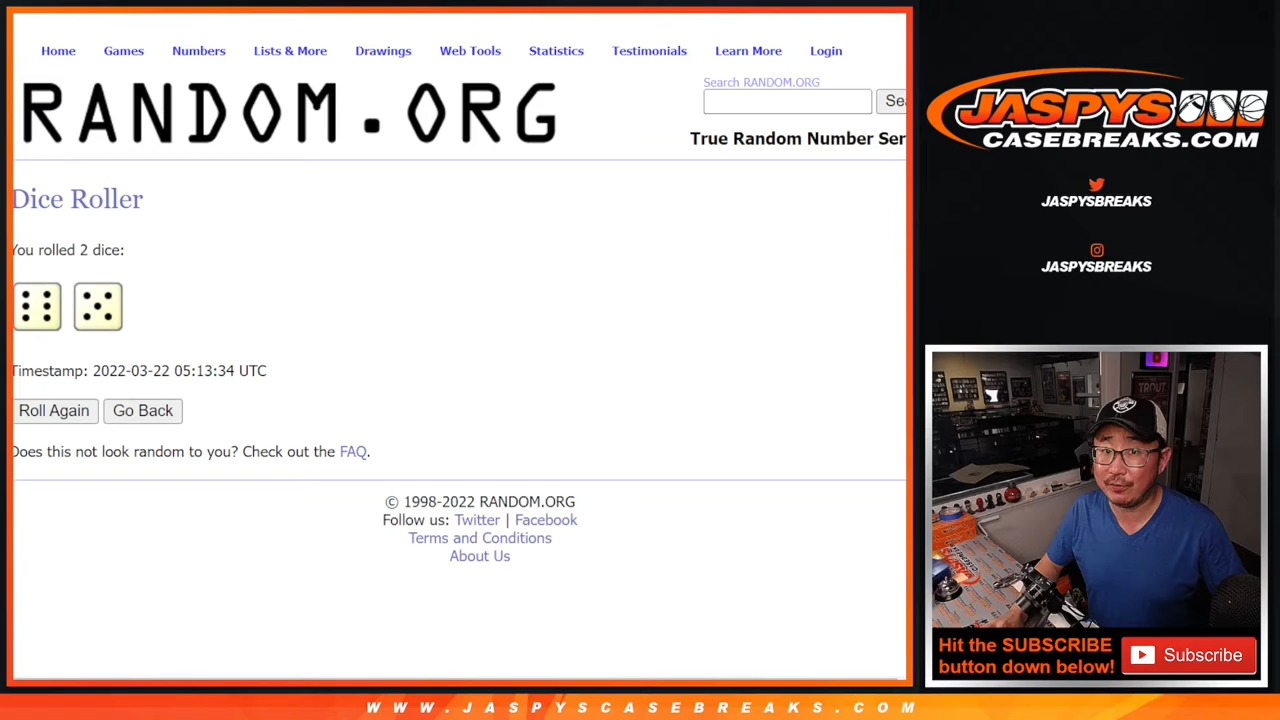 Home Games Numbers Lists & More Drawings Web Tools Statistics Testimonials Learn More Login
Search RANDOM.ORG
RANDOM.ORG
Sea
True Random Number Ser
Dice Roller
You rolled 2 dice:
Timestamp: 2022-03-22 05:13:34 UTC
Roll Again Go Back
Does this not look random to you? Check out the FAQ.
© 1998-2022 RANDOM.ORG
Follow us: Twitter | Facebook
Terms and Conditions
About Us
JASPYS
CASEBREAKS.COM
JASPYSBREAKS
JASPYSBREAKS
TROUT
Hit the SUBSCRIBE
button down below!
Subscribe
WWW.JASPYSCASEBREAKS.COM